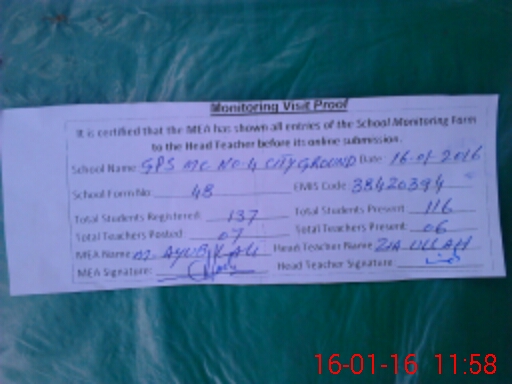 Monitoring Visit Proof
It is certified that the MEA has shown all entries of the School Monitoring Form
to the Head Teacher before its online submission.
School Name: GPS MC NO.4 CITY GROUND Date: 16-01-2016
School Form No: 48 EMIS Code: 38420394
Total Students Registered: 137 Total Students Present: 116
Total Teachers Posted: 07 Total Teachers Present: 06
MEA Name: M. AYUB ALI Head Teacher Name ZIA ULLAH
MEA Signature: Head Teacher Signature
16-01-16 11:58